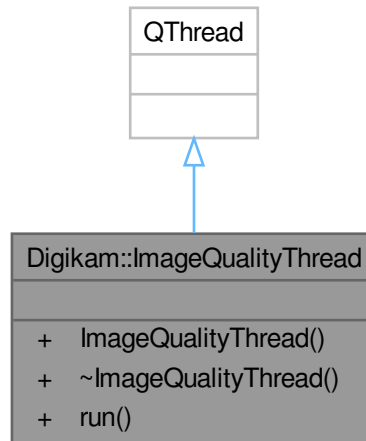 QThread
Digikam::ImageQualityThread
+ ImageQualityThread()
+ ~ImageQualityThread()
+ run()